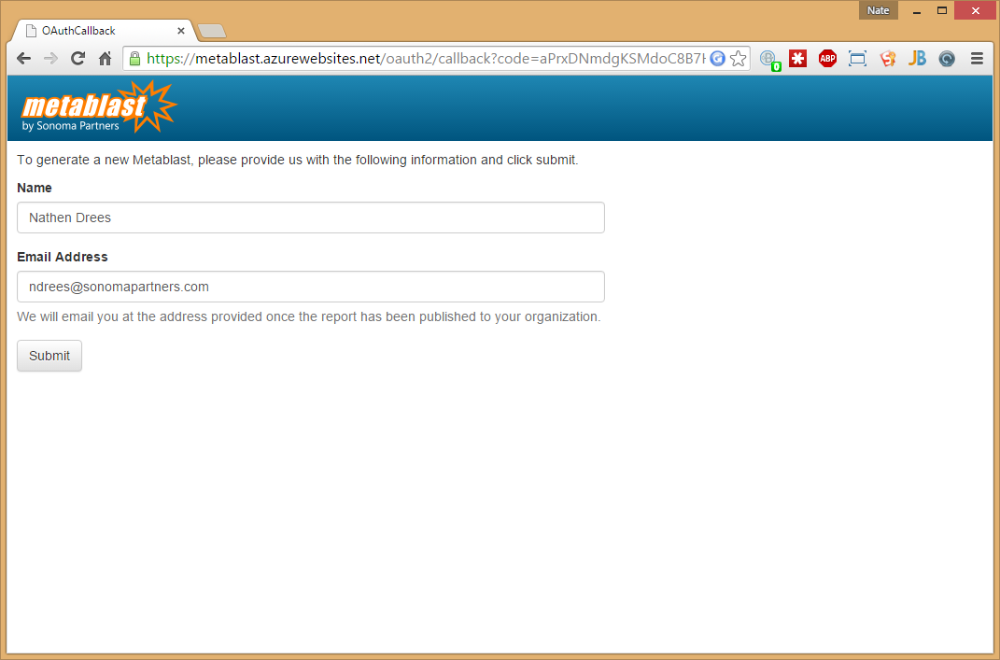 Nate
OAuthCallback
https://metablast.azurewebsites.net/oauth2/callback?code=aPrxDNmdgKSMdoC8B7
0
ABP
JB
metablast
by Sonoma Partners
To generate a new Metablast, please provide us with the following information and click submit.
Name
Nathen Drees
Email Address
ndrees@sonomapartners.com
We will email you at the address provided once the report has been published to your organization.
Submit